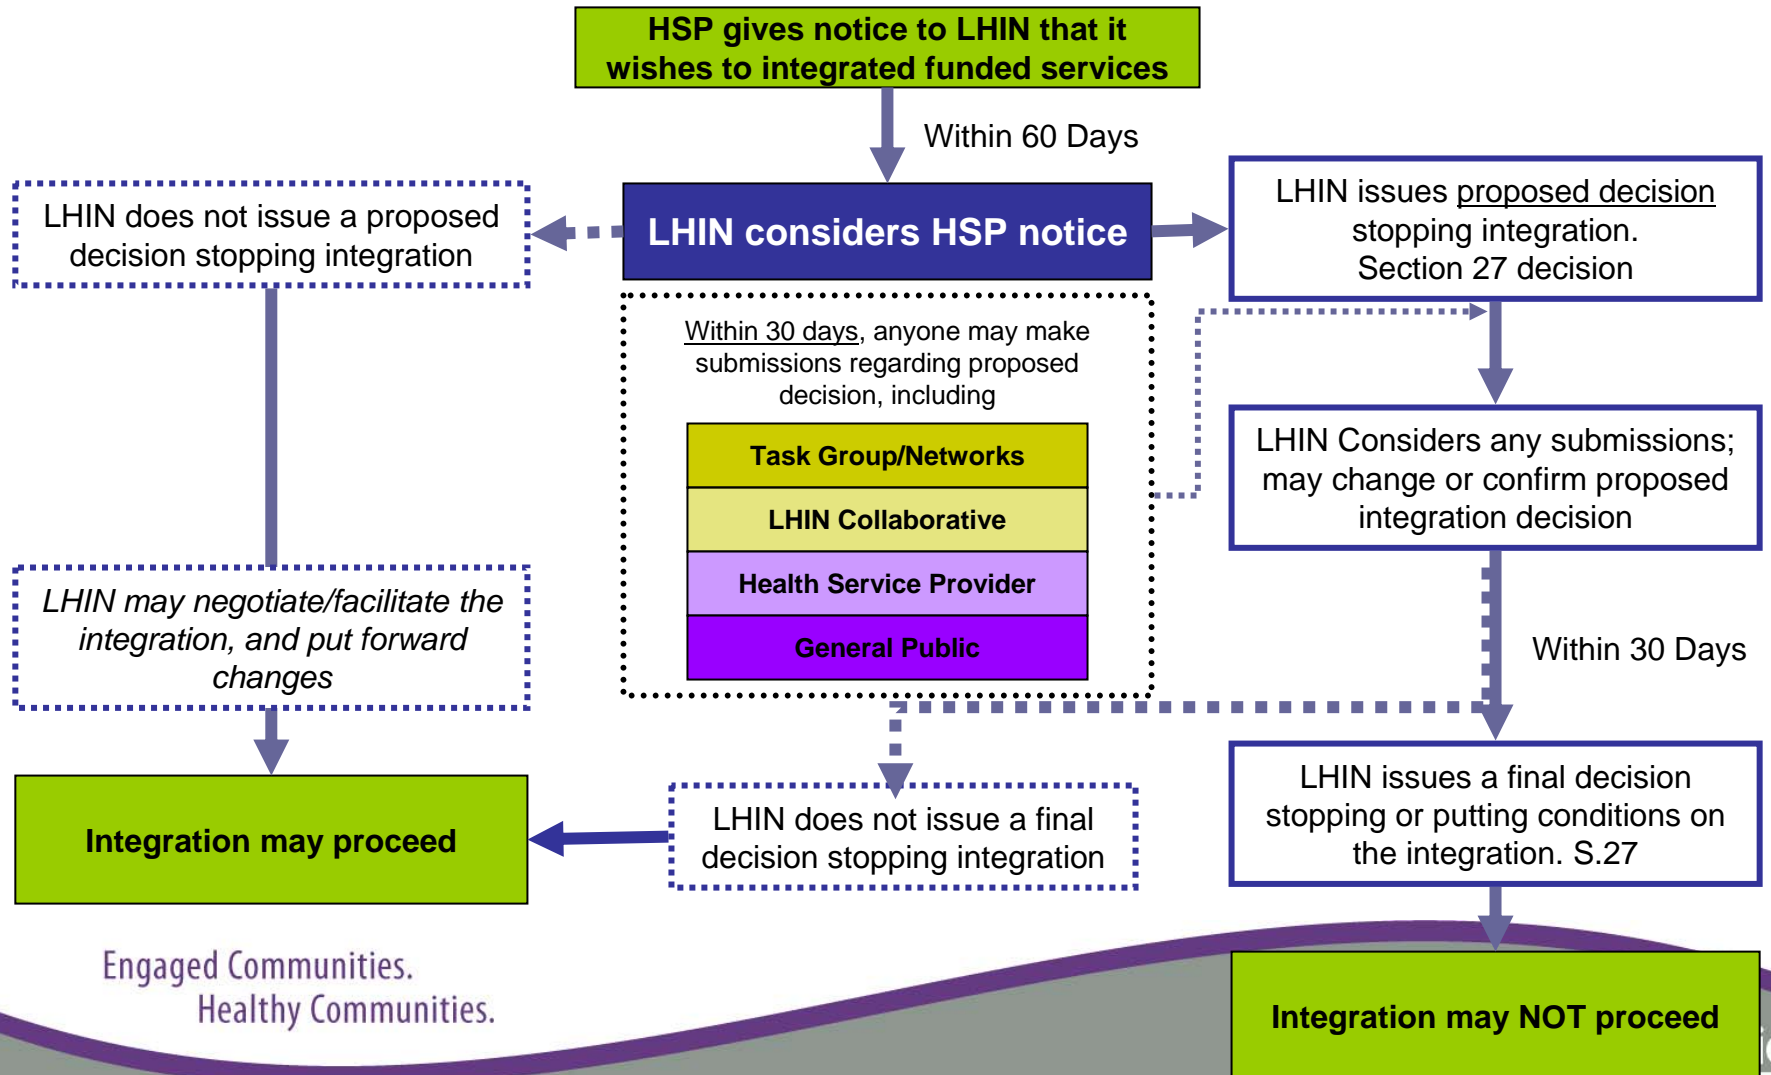 HSP gives notice to LHIN that it
wishes to integrated funded services
Within 60 Days
LHIN does not issue a proposed
decision stopping integration
LHIN considers HSP notice
LHIN issues proposed decision
stopping integration.
Section 27 decision
Within 30 days, anyone may make
submissions regarding proposed
decision, including
Task Group/Networks
LHIN Collaborative
Health Service Provider
General Public
LHIN Considers any submissions;
may change or confirm proposed
integration decision
LHIN may negotiate/facilitate the
integration, and put forward
changes
Within 30 Days
Integration may proceed
LHIN does not issue a final
decision stopping integration
LHIN issues a final decision
stopping or putting conditions on
the integration. S.27
Engaged Communities.
Healthy Communities.
Integration may NOT proceed